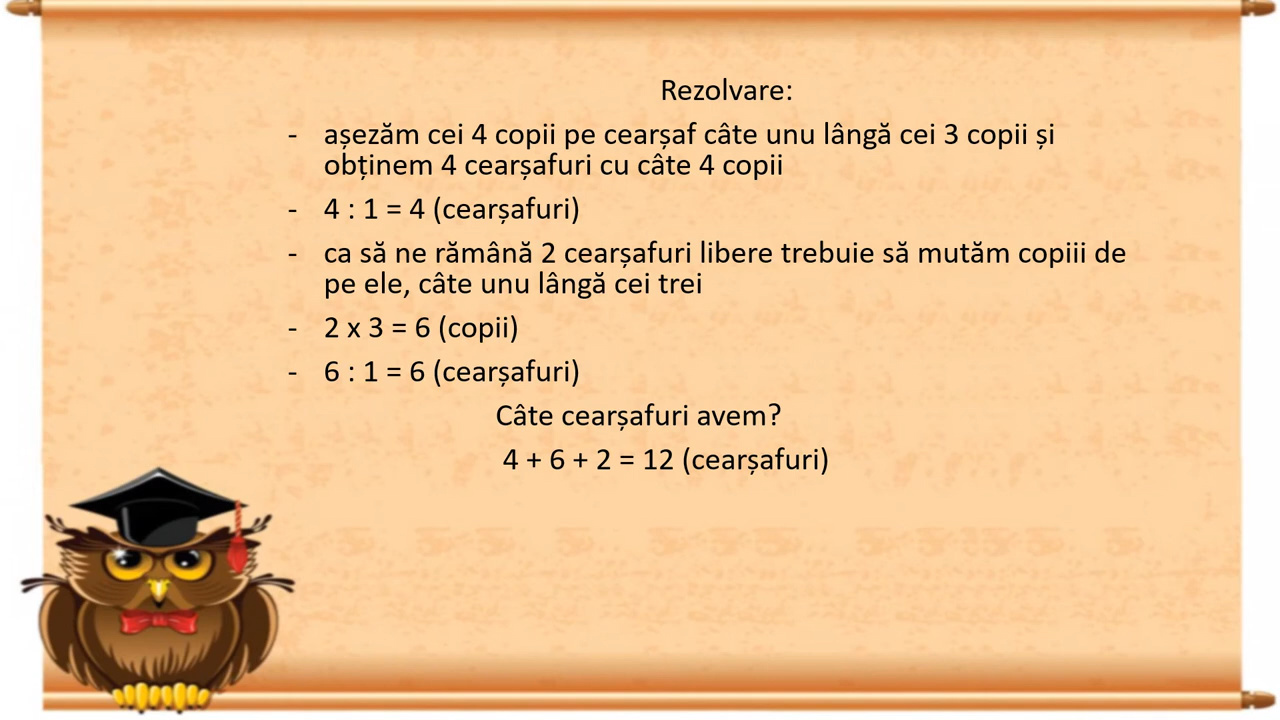 Rezolvare:
- așezăm cei 4 copii pe cearșaf câte unu lângă cei 3 copii și
obținem 4 cearșafuri cu câte 4 copii
- 4 : 1 = 4 (cearșafuri)
- ca să ne rămână 2 cearșafuri libere trebuie să mutăm copiii de
pe ele, câte unu lângă cei trei
- 2 x 3 = 6 (copii)
- 6 : 1 = 6 (cearșafuri)
Câte cearșafuri avem?
4 + 6 + 2 = 12 (cearșafuri)